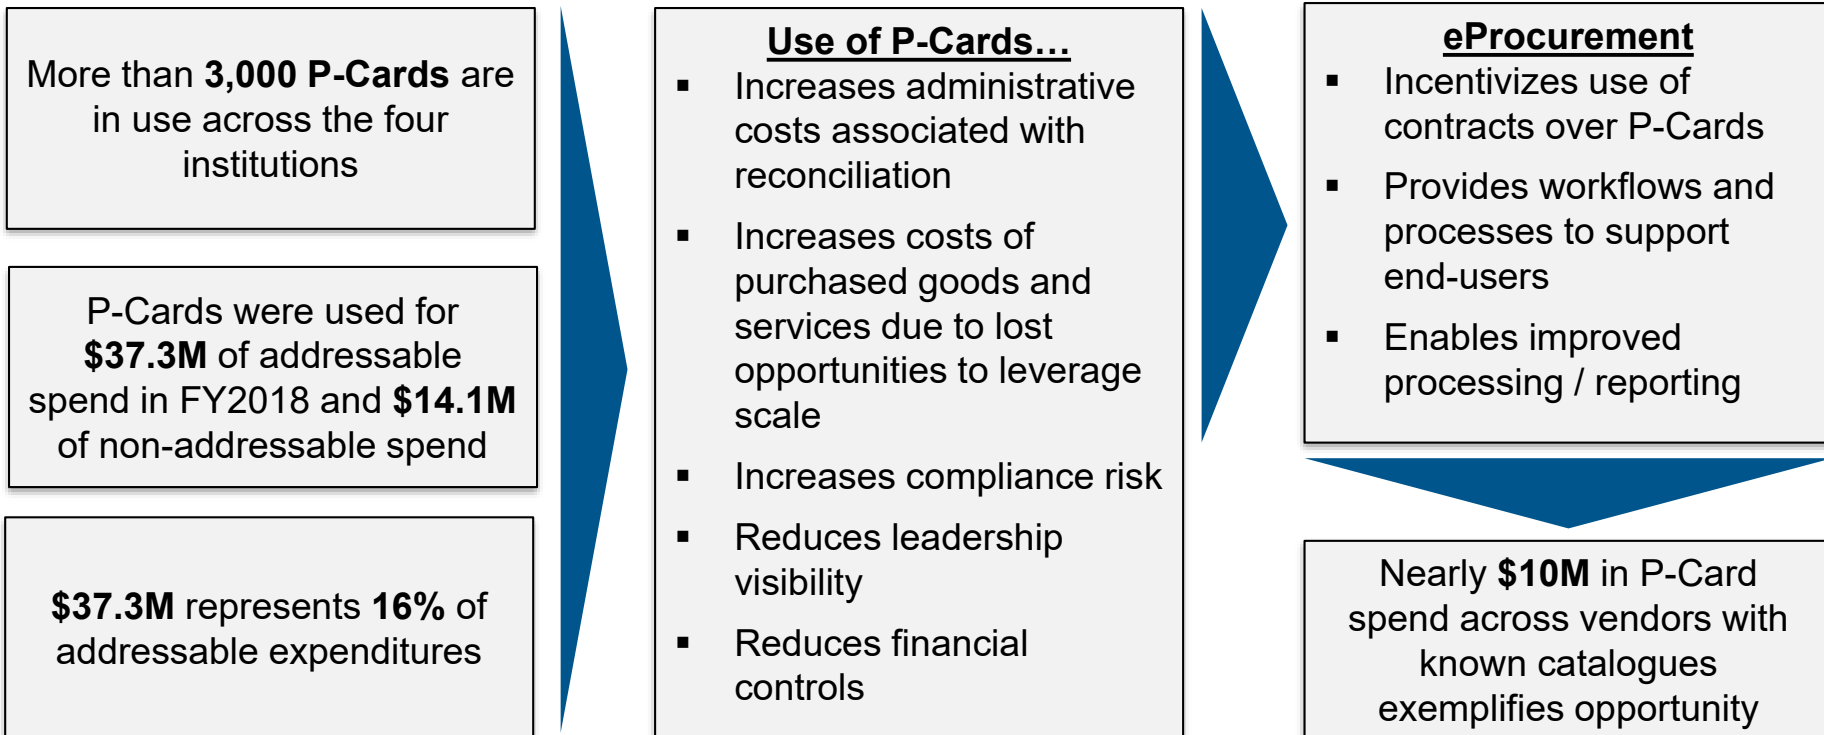 More than 3,000 P-Cards are
in use across the four
institutions
P-Cards were used for
$37.3M of addressable
spend in FY2018 and $14.1M
of non-addressable spend
$37.3M represents 16% of
addressable expenditures
Use of P-Cards…
▪ Increases administrative
costs associated with
reconciliation
▪ Increases costs of
purchased goods and
services due to lost
opportunities to leverage
scale
▪ Increases compliance risk
▪ Reduces leadership
visibility
▪ Reduces financial
controls
eProcurement
▪ Incentivizes use of
contracts over P-Cards
▪ Provides workflows and
processes to support
end-users
▪ Enables improved
processing / reporting
Nearly $10M in P-Card
spend across vendors with
known catalogues
exemplifies opportunity